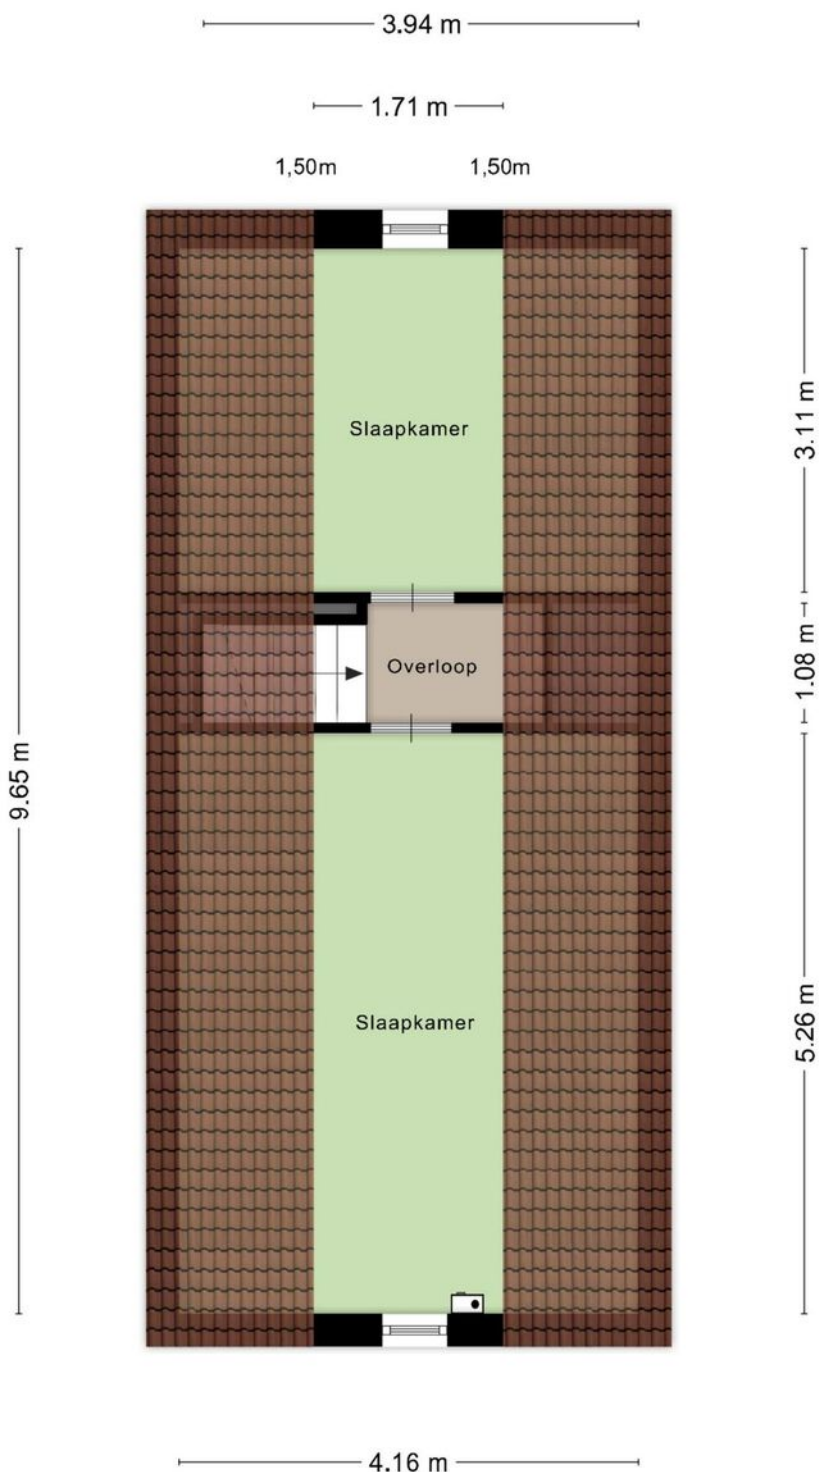 3.94 m
1.71 m
1,50m 1,50m
Slaapkamer
3.11 m
Overloop
1.08 m
9.65 m
Slaapkamer
5.26 m
4.16 m